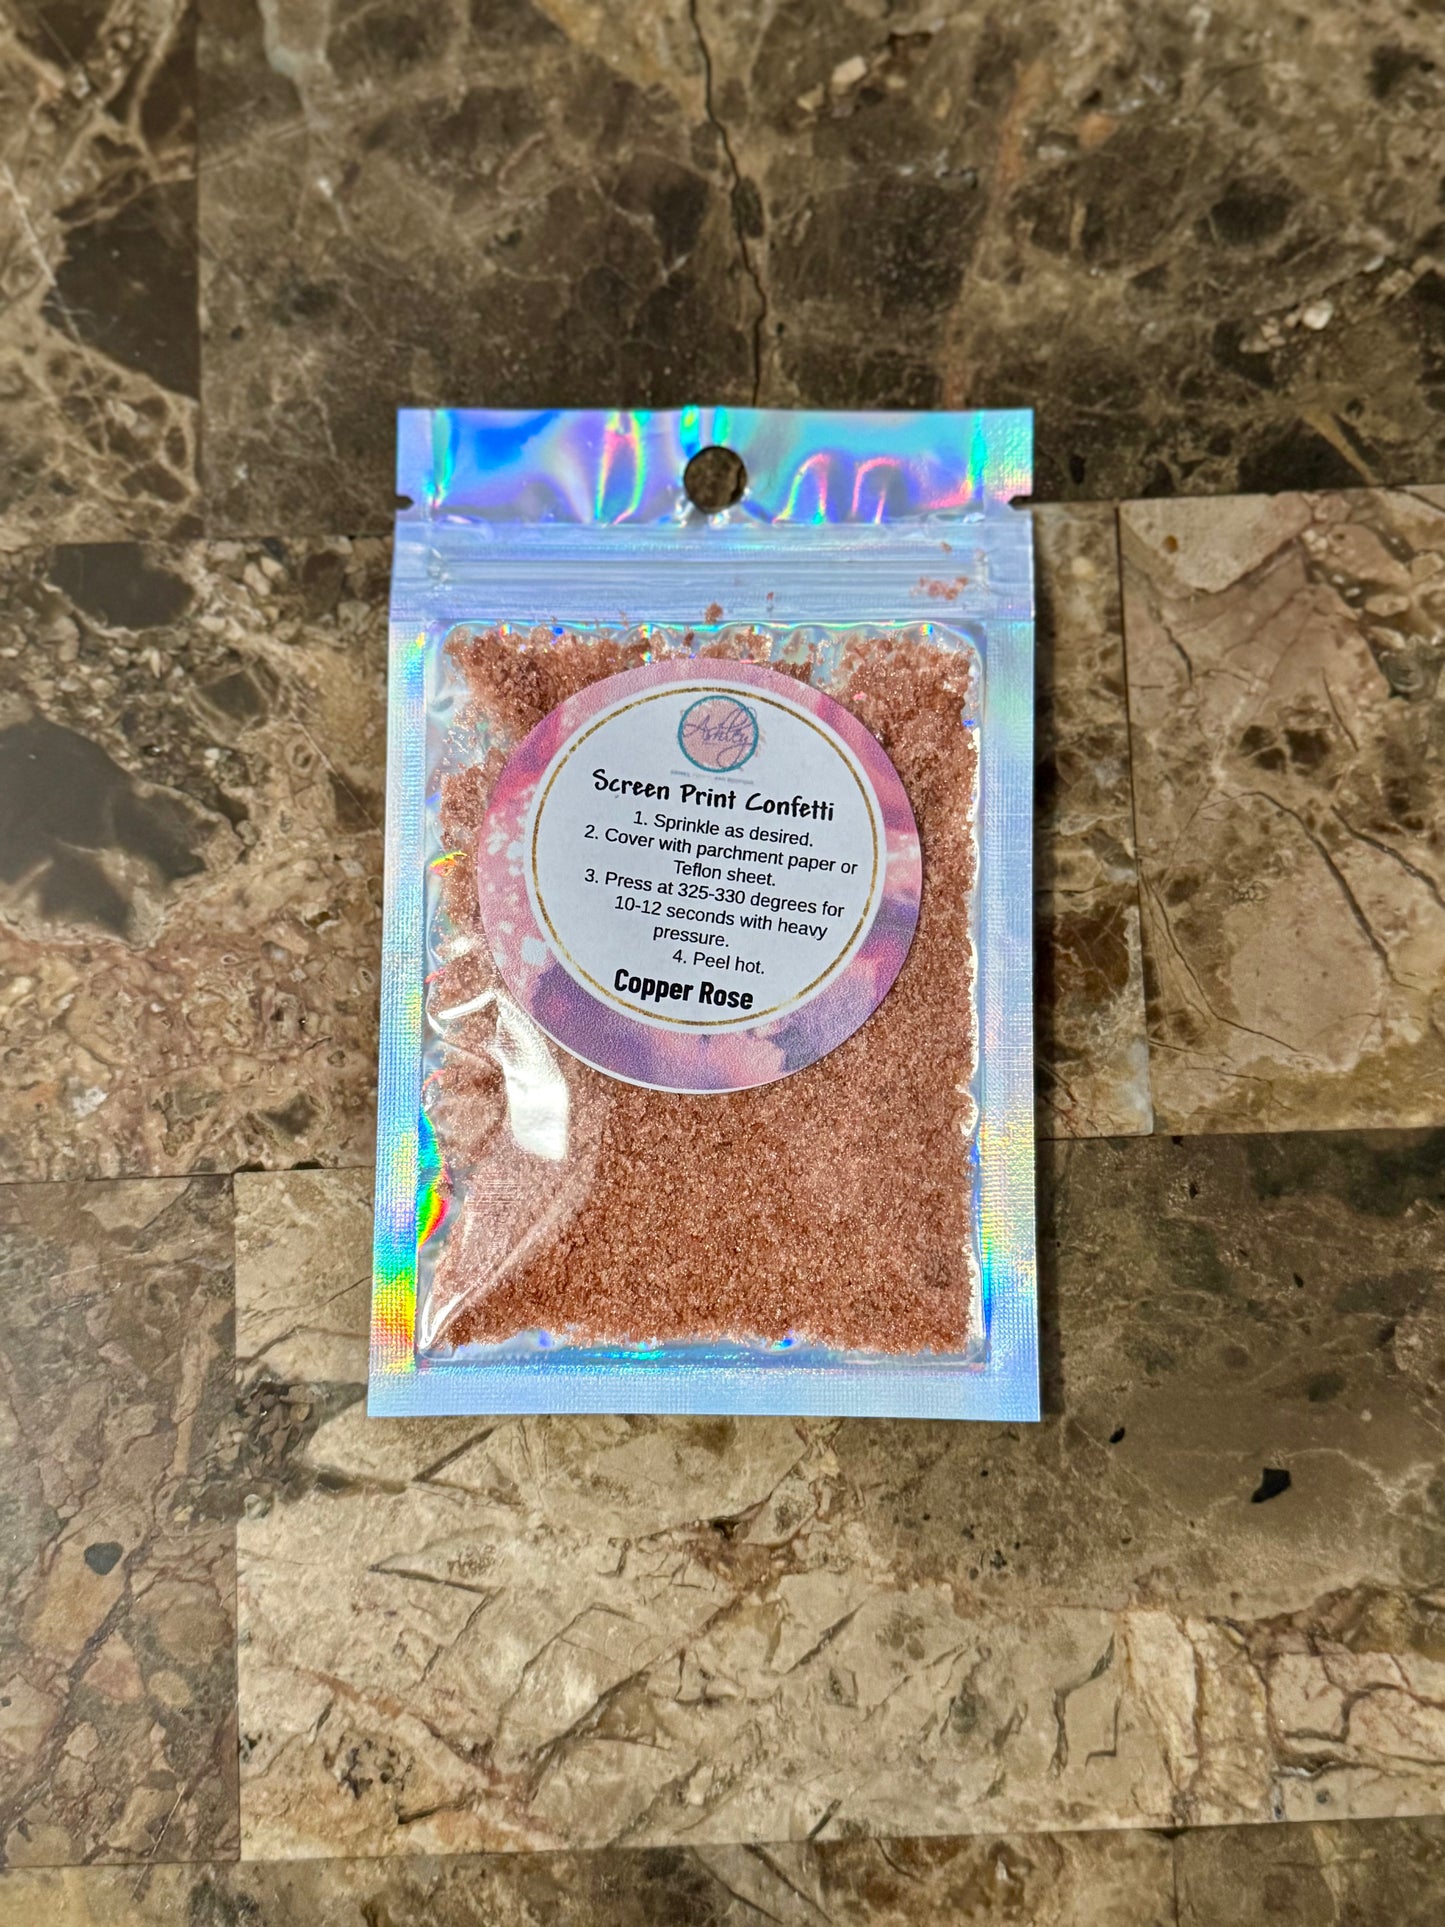 Ashley
Screen Print Confetti
1. Sprinkle as desired.
2. Cover with parchment paper or
Teflon sheet.
3. Press at 325-330 degrees for
10-12 seconds with heavy
pressure.
4. Peel hot.
Copper Rose